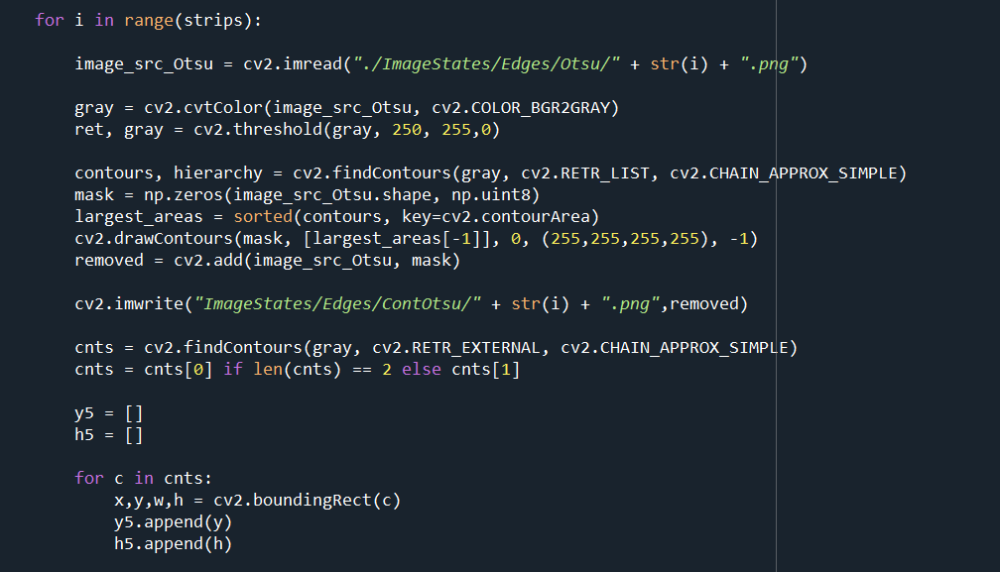 for i in range(strips):
image_src_Otsu = cv2.imread("./ImageStates/Edges/Otsu/" + str(i) + ".png")
gray = cv2.cvtColor(image_src_Otsu, cv2.COLOR_BGR2GRAY)
ret, gray = cv2.threshold(gray, 250, 255,0)
contours, hierarchy = cv2.findContours(gray, cv2.RETR_LIST, cv2.CHAIN_APPROX_SIMPLE)
mask = np.zeros(image_src_Otsu.shape, np.uint8)
largest_areas = sorted(contours, key=cv2.contourArea)
cv2.drawContours(mask, [largest_areas[-1]], 0, (255,255,255,255), -1)
removed = cv2.add(image_src_Otsu, mask)
cv2.imwrite("ImageStates/Edges/ContOtsu/" + str(i) + ".png",removed)
cnts = cv2.findContours(gray, cv2.RETR_EXTERNAL, cv2.CHAIN_APPROX_SIMPLE)
cnts = cnts[0] if len(cnts) == 2 else cnts[1]
y5 = []
h5 = []
for c in cnts:
x,y,w,h = cv2.boundingRect(c)
y5.append(y)
h5.append(h)